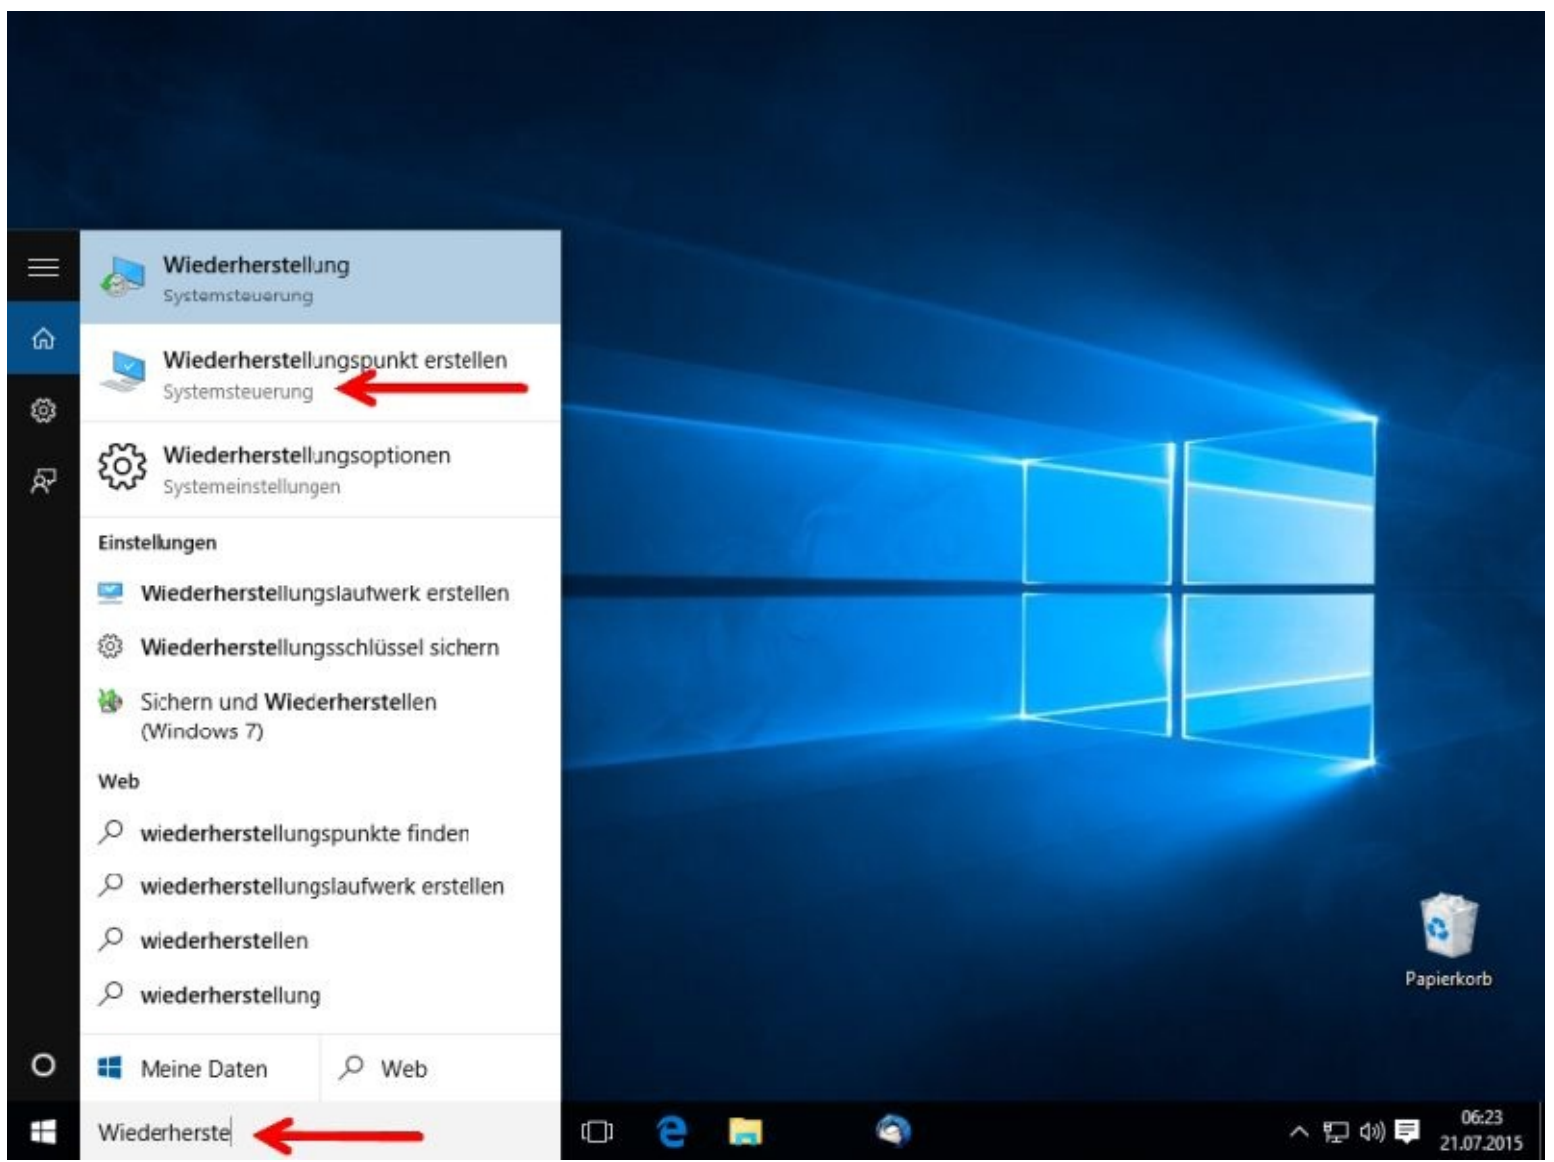 Wiederherstellung
Systemsteuerung
Wiederherstellungspunkt erstellen
Systemsteuerung
Wiederherstellungsoptionen
Systemeinstellungen
Einstellungen
Wiederherstellungslaufwerk erstellen
Wiederherstellungsschlüssel sichern
Sichern und Wiederherstellen
(Windows 7)
Web
wiederherstellungspunkte finden
wiederherstellungslaufwerk erstellen
wiederherstellen
wiederherstellung
Papierkorb
Meine Daten
Web
Wiederherste
06:23
21.07.2015